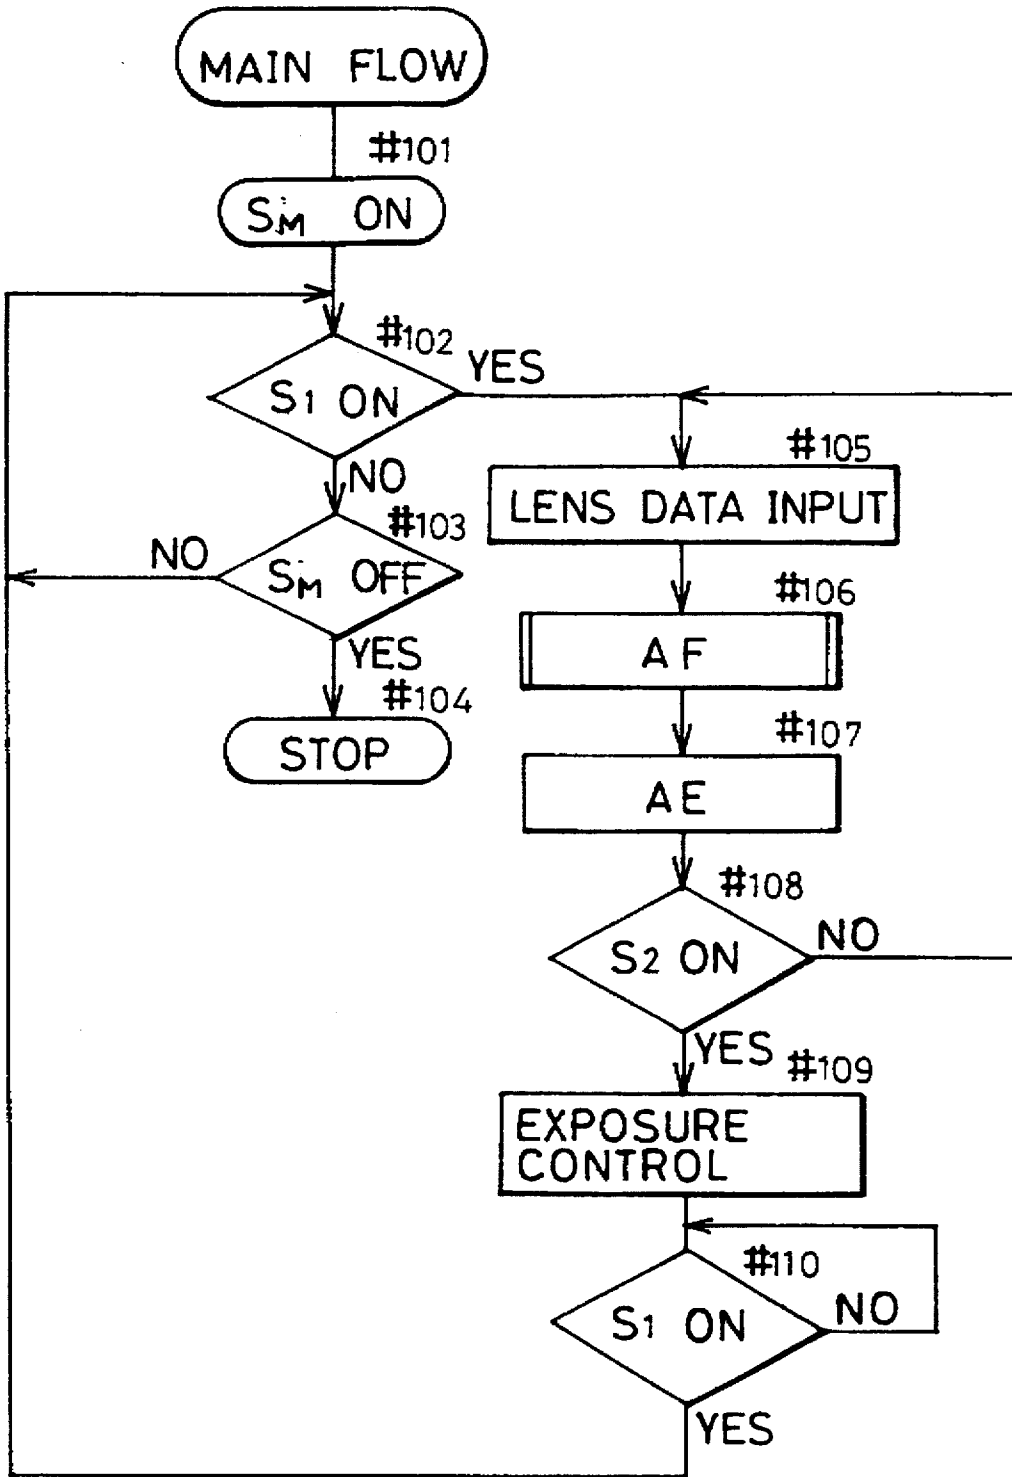 MAIN FLOW
#101
SM ON
#102
S1 ON
YES
NO
#103
SM OFF
NO
YES
#104
STOP
#105
LENS DATA INPUT
#106
AF
#107
AE
#108
S2 ON
NO
YES
#109
EXPOSURE
CONTROL
#110
S1 ON
NO
YES